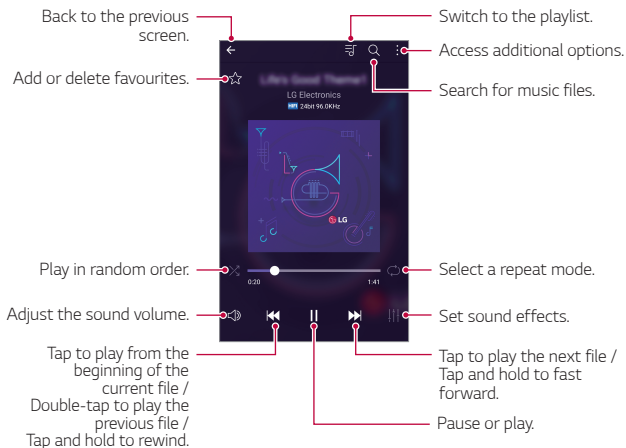 Back to the previous
screen.
Switch to the playlist.
Access additional options.
Add or delete favourites.
Search for music files.
Life's Good Theme1
LG Electronics
HIFI 24bit 96.0KHz
LG
Play in random order.
Select a repeat mode.
0:20
1:41
Adjust the sound volume.
Set sound effects.
Tap to play from the
beginning of the
current file /
Double-tap to play the
previous file /
Tap and hold to rewind.
Tap to play the next file /
Tap and hold to fast
forward.
Pause or play.